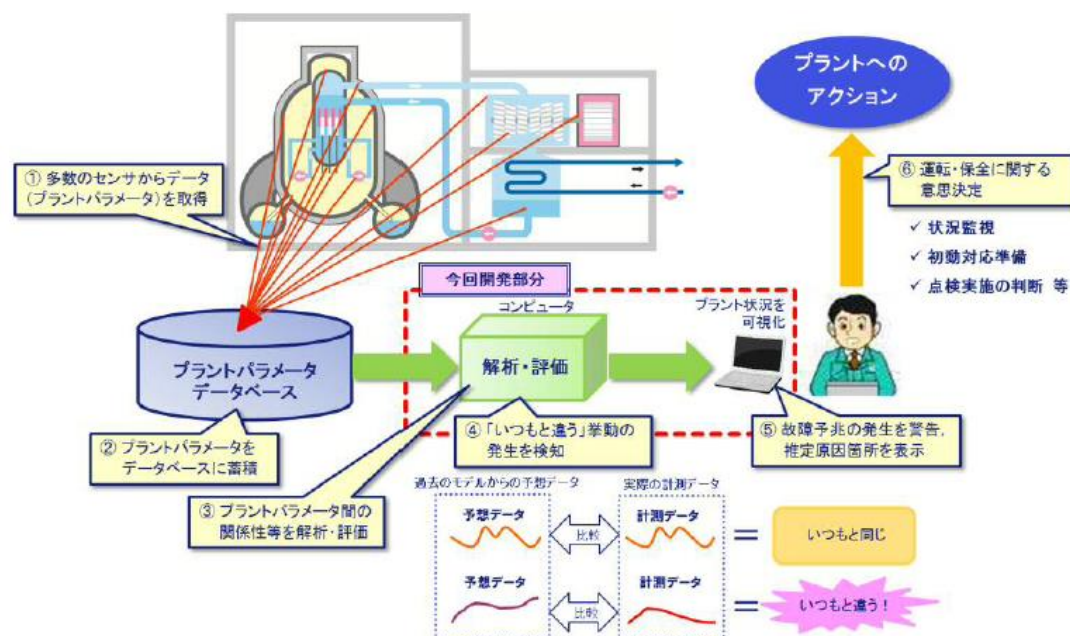 プラントへの
アクション
① 多数のセンサからデータ
(プラントパラメータ)を取得
⑥ 運転・保全に関する
意思決定
✓ 状況監視
✓ 初動対応準備
✓ 点検実施の判断 等
今回開発部分
コンピュータ
プラント状況を
可視化
プラントパラメータ
データベース
解析・評価
② プラントパラメータを
データベースに蓄積
④ 「いつもと違う」挙動の
発生を検知
⑤ 故障予兆の発生を警告,
推定原因箇所を表示
③ プラントパラメータ間の
関係性等を解析・評価
過去のモデルからの予想データ
実際の計測データ
予想データ
比較
計測データ
=
いつもと同じ
予想データ
比較
計測データ
=
いつもと違う!